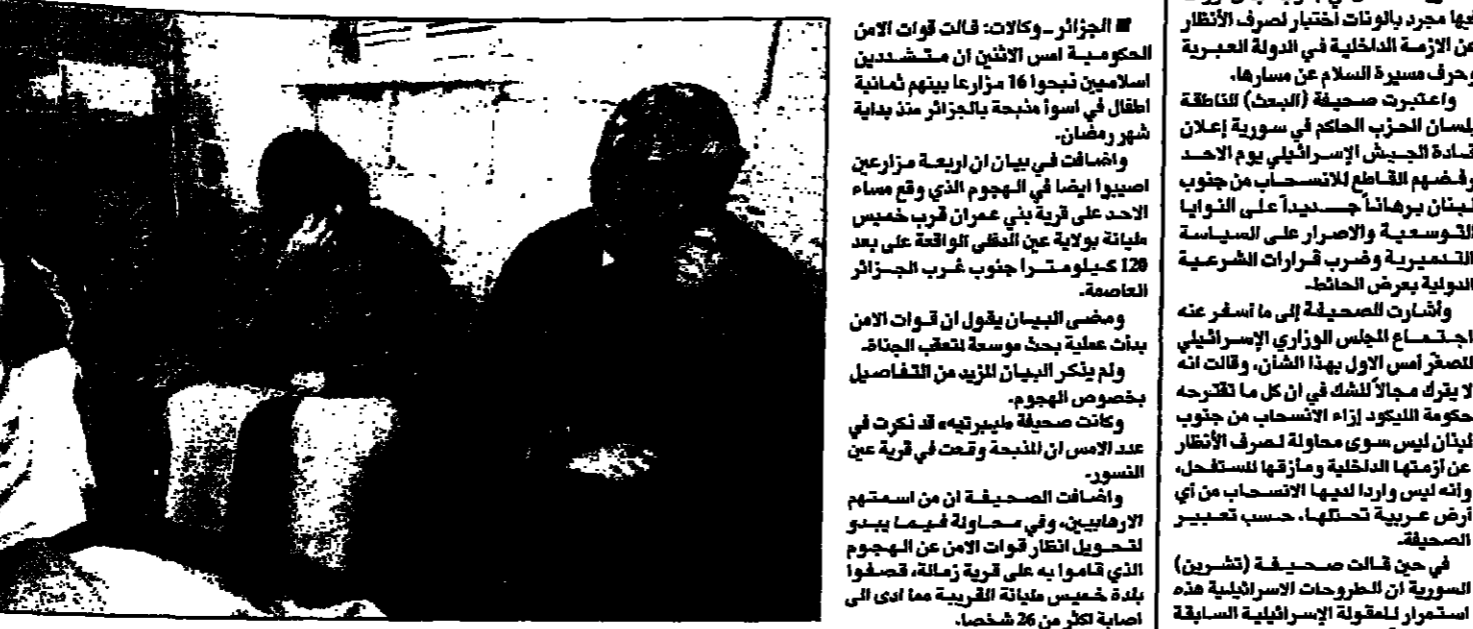 ■ الجزائر ــ وكالات: قالت قوات الامن
الحكومية امس الاثنين ان متشددين
اسلاميين ذبحوا 16 مزارعا بينهم ثمانية
اطفال في اسوأ مذبحة بالجزائر منذ بداية
شهر رمضان.
واضافت في بيان ان اربعة مزارعين
اصيبوا ايضا في الهجوم الذي وقع مساء
الاحد على قرية بني عمران قرب خميس
مليانة بولاية عين الدفلى الواقعة على بعد
120 كيلومترا جنوب غرب الجزائر
العاصمة.
ومضى البيان يقول ان قوات الامن
بدأت عملية بحث موسعة لتعقب الجناة.
ولم يذكر البيان المزيد من التفاصيل
بخصوص الهجوم.
وكانت صحيفة «ليبرتيه» قد ذكرت في
عدد الامس ان المذبحة وقعت في قرية عين
النسور.
واضافت الصحيفة ان من اسمتهم
الارهابيين، وفي محاولة فيما يبدو
لتحويل انظار قوات الامن عن الهجوم
الذي قاموا به على قرية زمالة، قصفوا
بلدة خميس مليانة القريبة مما ادى الى
اصابة اكثر من 26 شخصا.
مجرد بالونات اختبار لصرف الأنظار
عن الازمة الداخلية في الدولة العبرية
وحرف مسيرة السلام عن مسارها.
واعتبرت صحيفة (البعث) الناطقة
بلسان الحزب الحاكم في سورية إعلان
قادة الجيش الإسرائيلي يوم الاحد
رفضهم القاطع للانسحاب من جنوب
لبنان برهاناً جديداً على النوايا
التوسعية والاصرار على السياسة
التدميرية وضرب قرارات الشرعية
الدولية بعرض الحائط.
وأشارت الصحيفة إلى ما أسفر عنه
اجتماع المجلس الوزاري الإسرائيلي
المصغّر أمس الاول بهذا الشأن، وقالت انه
لا يترك مجالاً للشك في ان كل ما تقترحه
حكومة الليكود إزاء الانسحاب من جنوب
لبنان ليس سوى محاولة لصرف الأنظار
عن أزمتها الداخلية ومأزقها المستفحل،
وأنه ليس واردا لديها الانسحاب من أي
أرض عربية تحتلها، حسب تعبير
الصحيفة.
في حين قالت صحيفة (تشرين)
السورية ان الطروحات الاسرائيلية هذه
استمرار للمقولة الإسرائيلية السابقة